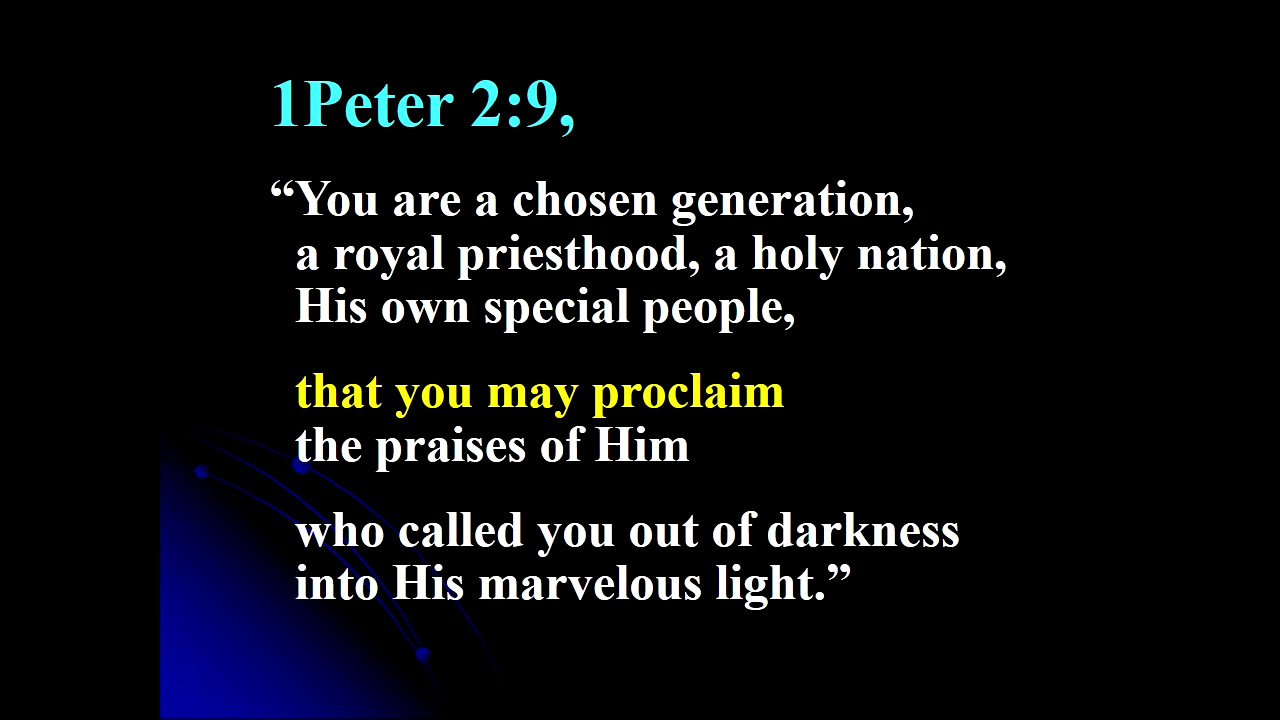 1Peter 2:9,
“You are a chosen generation,
a royal priesthood, a holy nation,
His own special people,
that you may proclaim
the praises of Him
who called you out of darkness
into His marvelous light.”